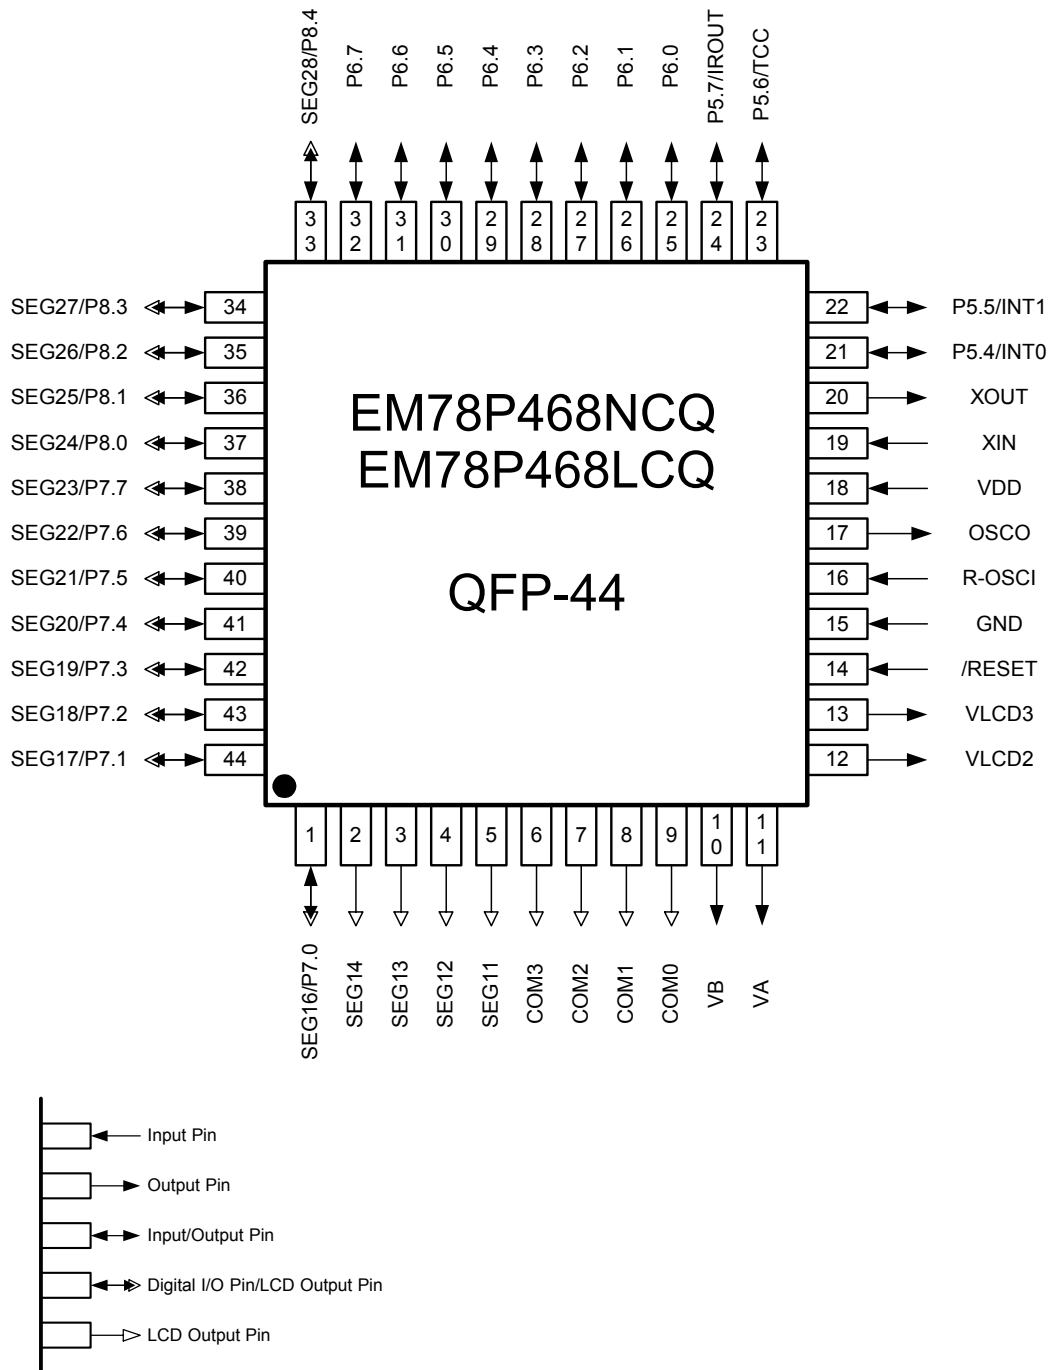 SEG28/P8.4
P6.7
P6.6
P6.5
P6.4
P6.3
P6.2
P6.1
P6.0
P5.7/IROUT
P5.6/TCC
33
32
31
30
29
28
27
26
25
24
23
SEG27/P8.3 34
SEG26/P8.2 35
SEG25/P8.1 36
SEG24/P8.0 37
SEG23/P7.7 38
SEG22/P7.6 39
SEG21/P7.5 40
SEG20/P7.4 41
SEG19/P7.3 42
SEG18/P7.2 43
SEG17/P7.1 44
EM78P468NCQ
EM78P468LCQ
QFP-44
22 P5.5/INT1
21 P5.4/INT0
20 XOUT
19 XIN
18 VDD
17 OSCO
16 R-OSCI
15 GND
14 /RESET
13 VLCD3
12 VLCD2
1
2
3
4
5
6
7
8
9
10
11
SEG16/P7.0
SEG14
SEG13
SEG12
SEG11
COM3
COM2
COM1
COM0
VB
VA
Input Pin
Output Pin
Input/Output Pin
Digital I/O Pin/LCD Output Pin
LCD Output Pin